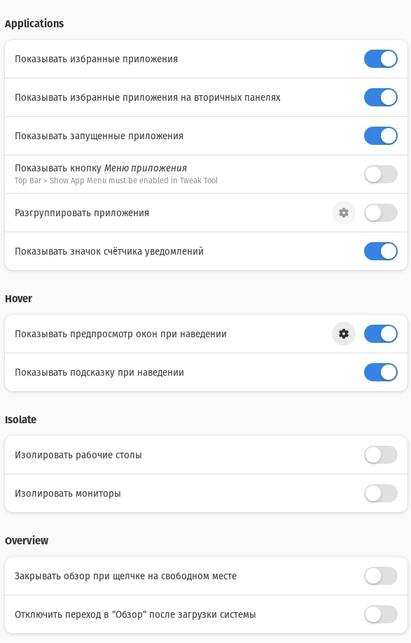 Applications
Показывать избранные приложения
Показывать избранные приложения на вторичных панелях
Показывать запущенные приложения
Показывать кнопку Меню приложения
Top Bar > Show App Menu must be enabled in Tweak Tool
Разгруппировать приложения
Показывать значок счётчика уведомлений
Hover
Показывать предпросмотр окон при наведении
Показывать подсказку при наведении
Isolate
Изолировать рабочие столы
Изолировать мониторы
Overview
Закрывать обзор при щелчке на свободном месте
Отключить переход в "Обзор" после загрузки системы